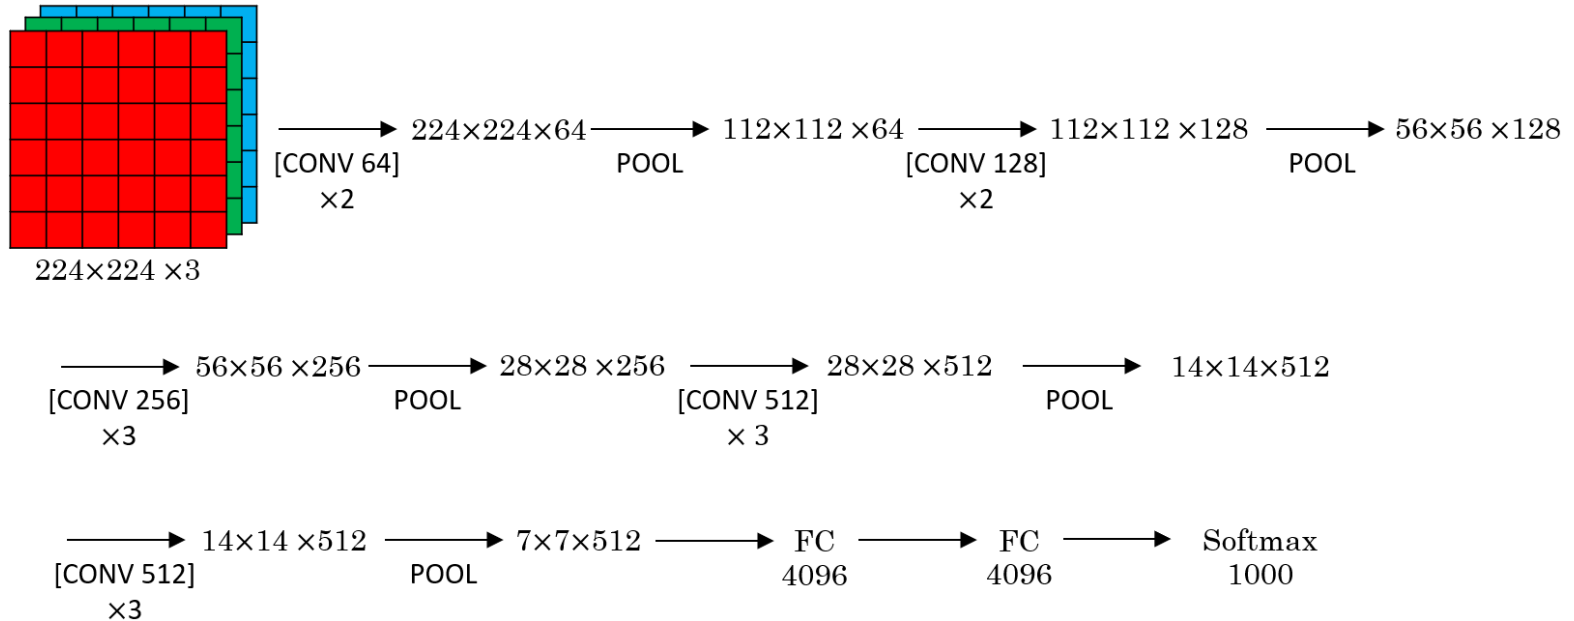 224×224×64
112×112 ×64
112×112 ×128
56×56 ×128
[CONV 64]
×2
POOL
[CONV 128]
×2
POOL
224×224 ×3
56×56 ×256
28×28 ×256
28×28 ×512
14×14×512
[CONV 256]
×3
POOL
[CONV 512]
× 3
POOL
14×14 ×512
7×7×512
FC
4096
FC
4096
Softmax
1000
[CONV 512]
×3
POOL